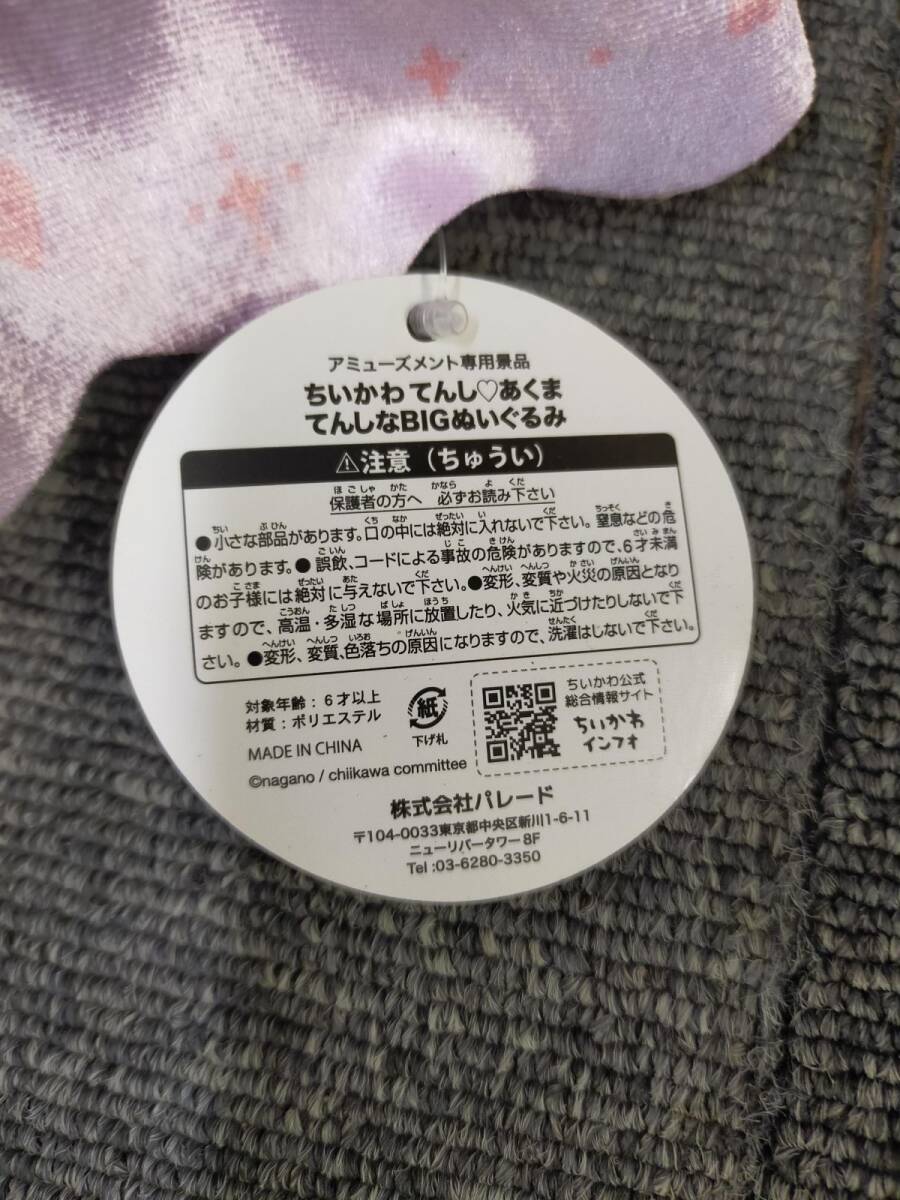 アミューズメント専用景品
ちいかわ てんし♡あくま
てんしなBIGぬいぐるみ
⚠注意（ちゅうい）
保護者の方へ 必ずお読み下さい
●小さな部品があります。口の中には絶対に入れないで下さい。窒息などの危
険があります。●誤飲、コードによる事故の危険がありますので、6才未満
のお子様には絶対に与えないで下さい。●変形、変質や火災の原因となり
ますので、高温・多湿な場所に放置したり、火気に近づけたりしないで下
さい。●変形、変質、色落ちの原因になりますので、洗濯はしないで下さい。
対象年齢：6才以上
材質：ポリエステル
MADE IN CHINA
©nagano / chiikawa committee
紙
下げ札
ちいかわ公式
総合情報サイト
ちいかわ
インフォ
株式会社パレード
〒104-0033東京都中央区新川1-6-11
ニューリバータワー8F
Tel :03-6280-3350